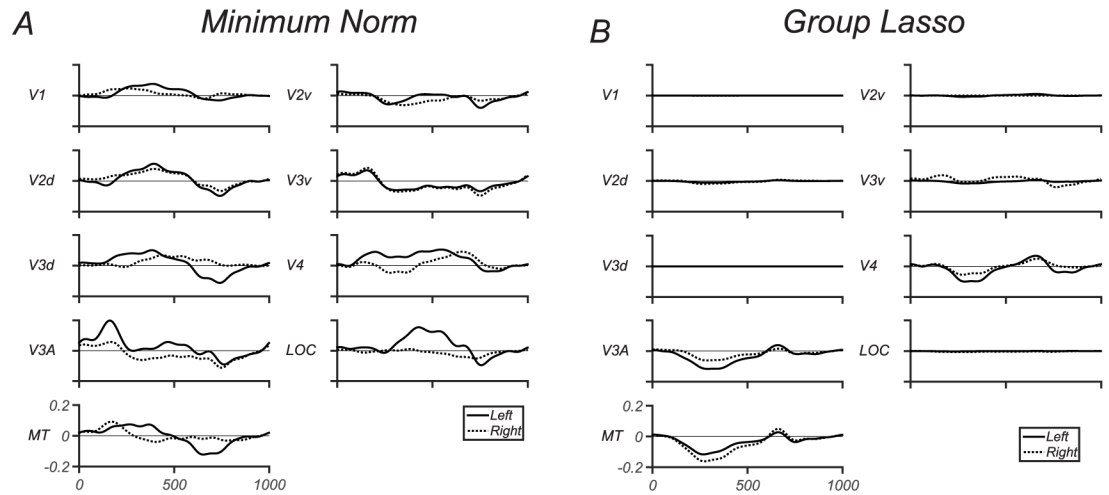 A Minimum Norm
B Group Lasso
V1 V2v
V2d V3v
V3d V4
V3A LOC
0.2
MT 0
-0.2
0 500 1000
Left
Right
V1 V2v
V2d V3v
V3d V4
V3A LOC
0.2
MT 0
-0.2
0 500 1000
Left
Right